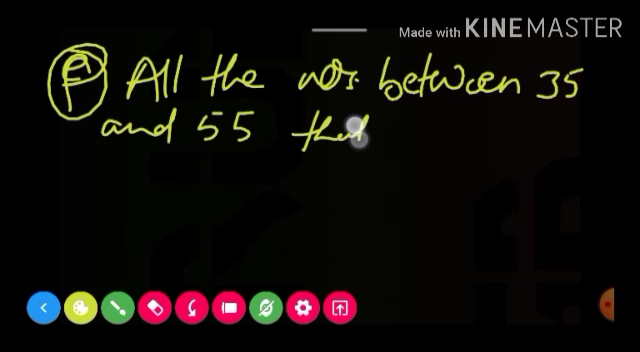 Made with KINEMASTER
All the nos. between 35
and 55 that